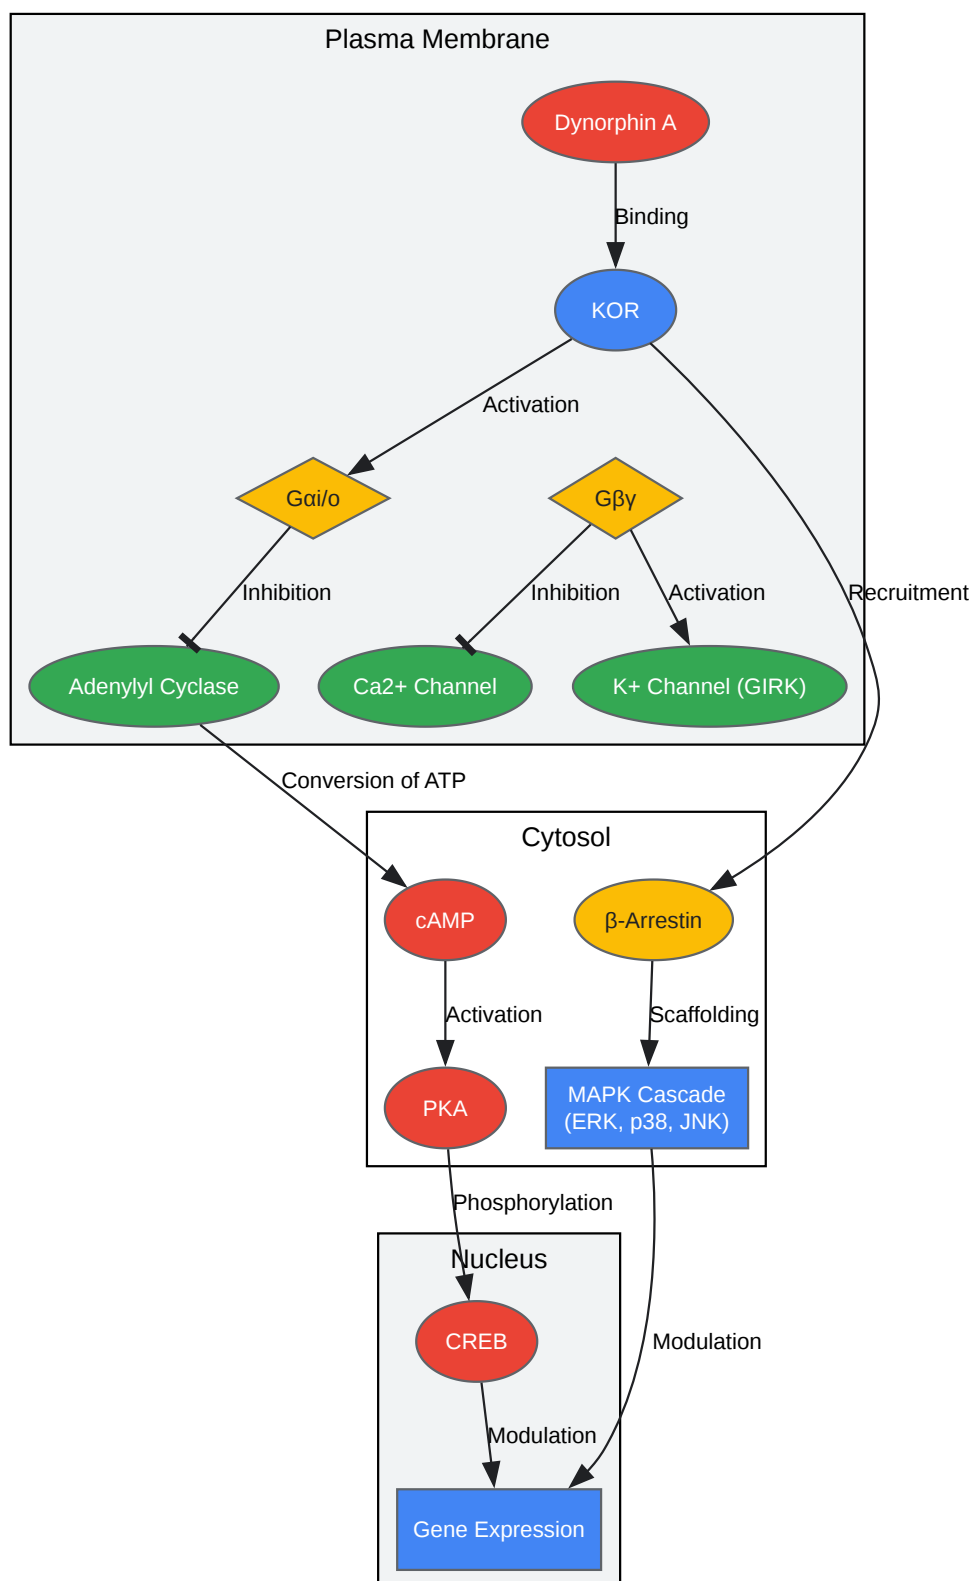 Plasma Membrane
Dynorphin A
Binding
KOR
Activation
Gαi/o
Gβγ
Inhibition
Inhibition
Activation
Recruitment
Adenylyl Cyclase
Ca2+ Channel
K+ Channel (GIRK)
Conversion of ATP
Cytosol
cAMP
β-Arrestin
Activation
Scaffolding
PKA
MAPK Cascade
(ERK, p38, JNK)
Phosphorylation
Nucleus
CREB
Modulation
Modulation
Gene Expression